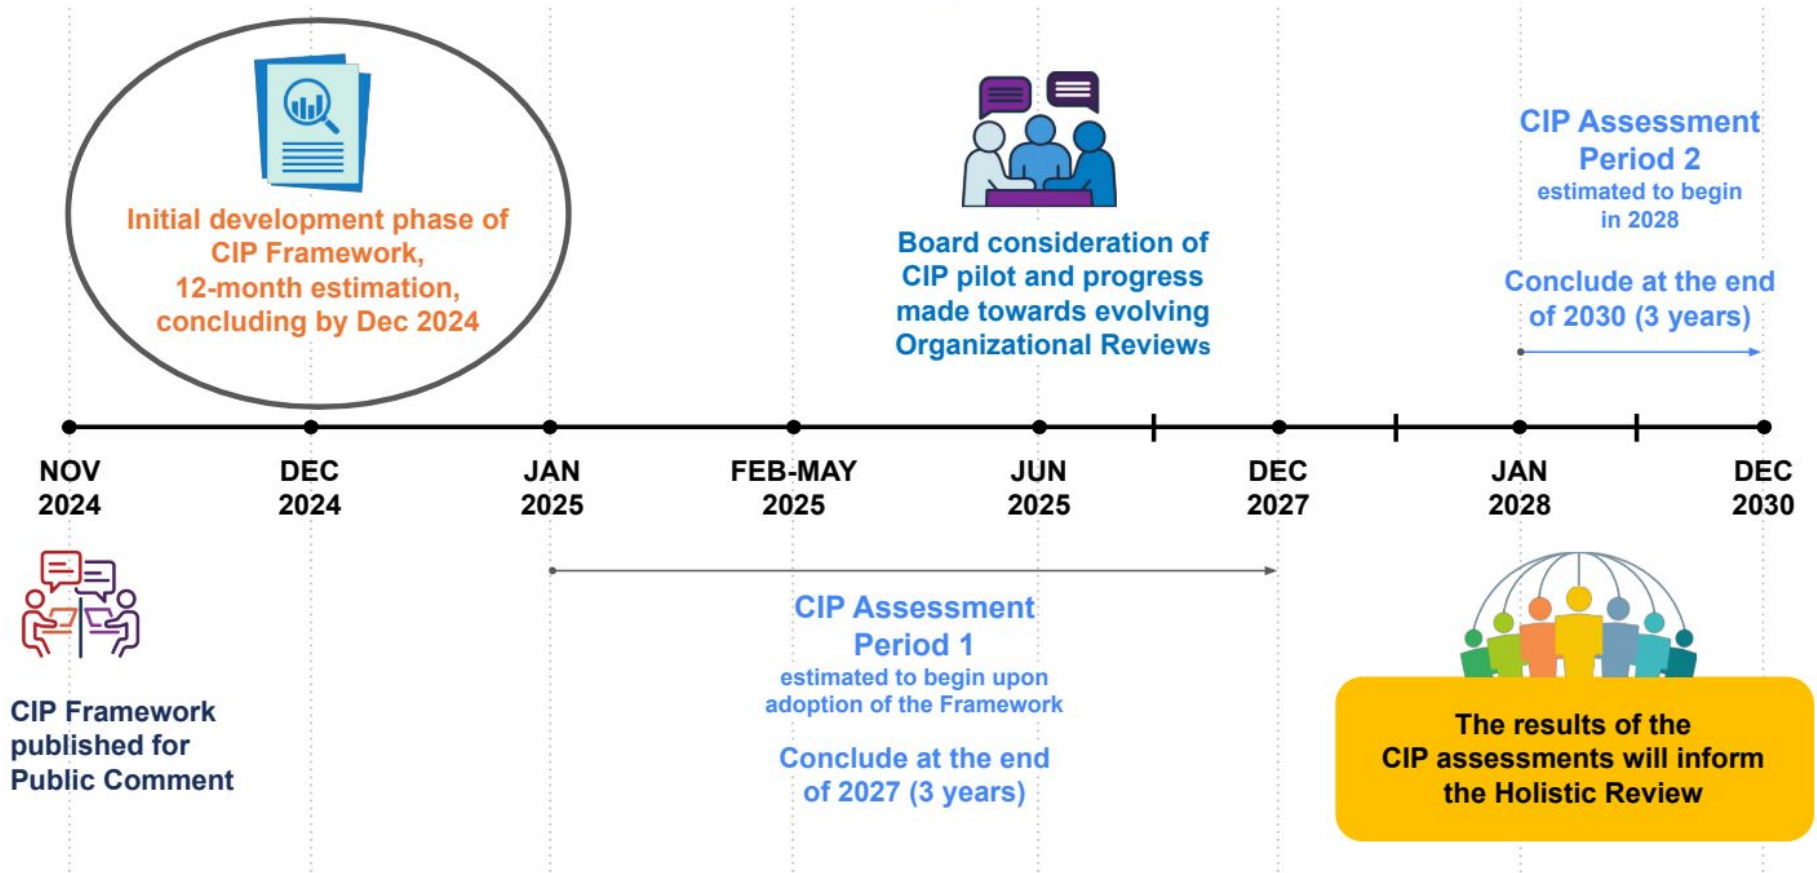 Initial development phase of
CIP Framework,
12-month estimation,
concluding by Dec 2024
Board consideration of
CIP pilot and progress
made towards evolving
Organizational Reviews
CIP Assessment
Period 2
estimated to begin
in 2028
Conclude at the end
of 2030 (3 years)
NOV
2024
DEC
2024
JAN
2025
FEB-MAY
2025
JUN
2025
DEC
2027
JAN
2028
DEC
2030
CIP Framework
published for
Public Comment
CIP Assessment
Period 1
estimated to begin upon
adoption of the Framework
Conclude at the end
of 2027 (3 years)
The results of the
CIP assessments will inform
the Holistic Review